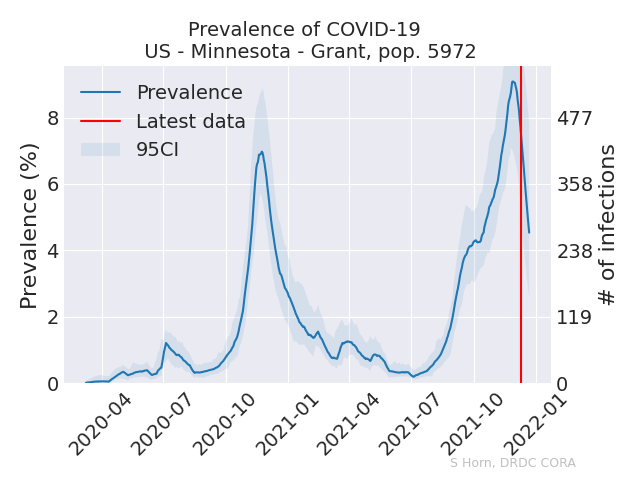 Prevalence of COVID-19
US - Minnesota - Grant, pop. 5972
Prevalence
Latest data
95CI
Prevalence (%)
8
6
4
2
0
477
358
238
119
0
# of infections
2020-04
2020-07
2020-10
2021-01
2021-04
2021-07
2021-10
2022-01
S Horn, DRDC CORA